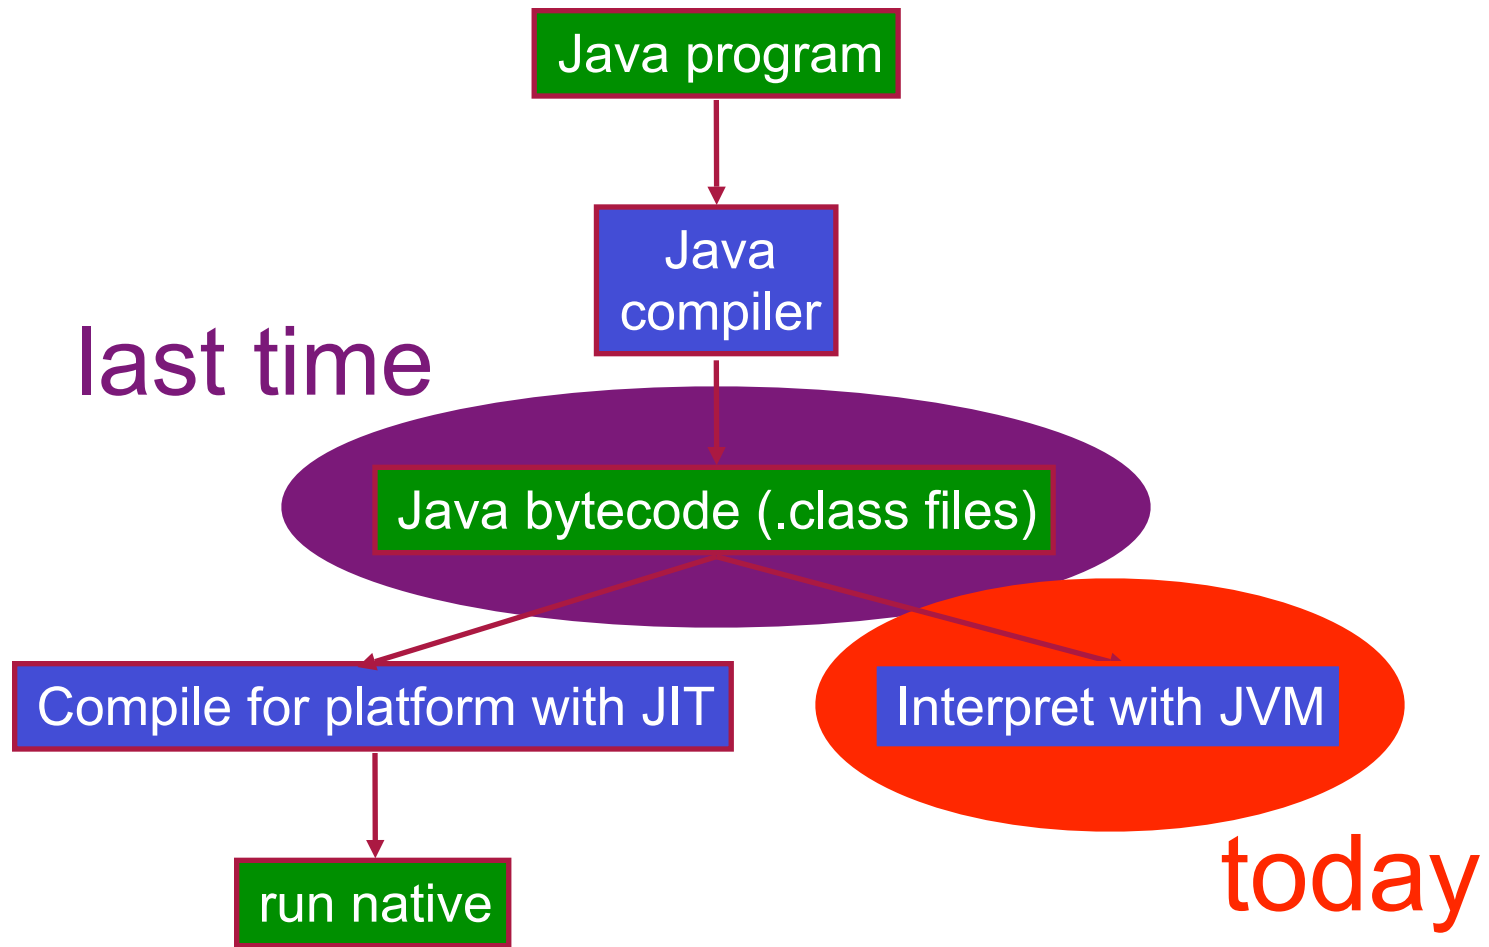 Java program
Java
compiler
last time
Java bytecode (.class files)
Compile for platform with JIT
Interpret with JVM
today
run native